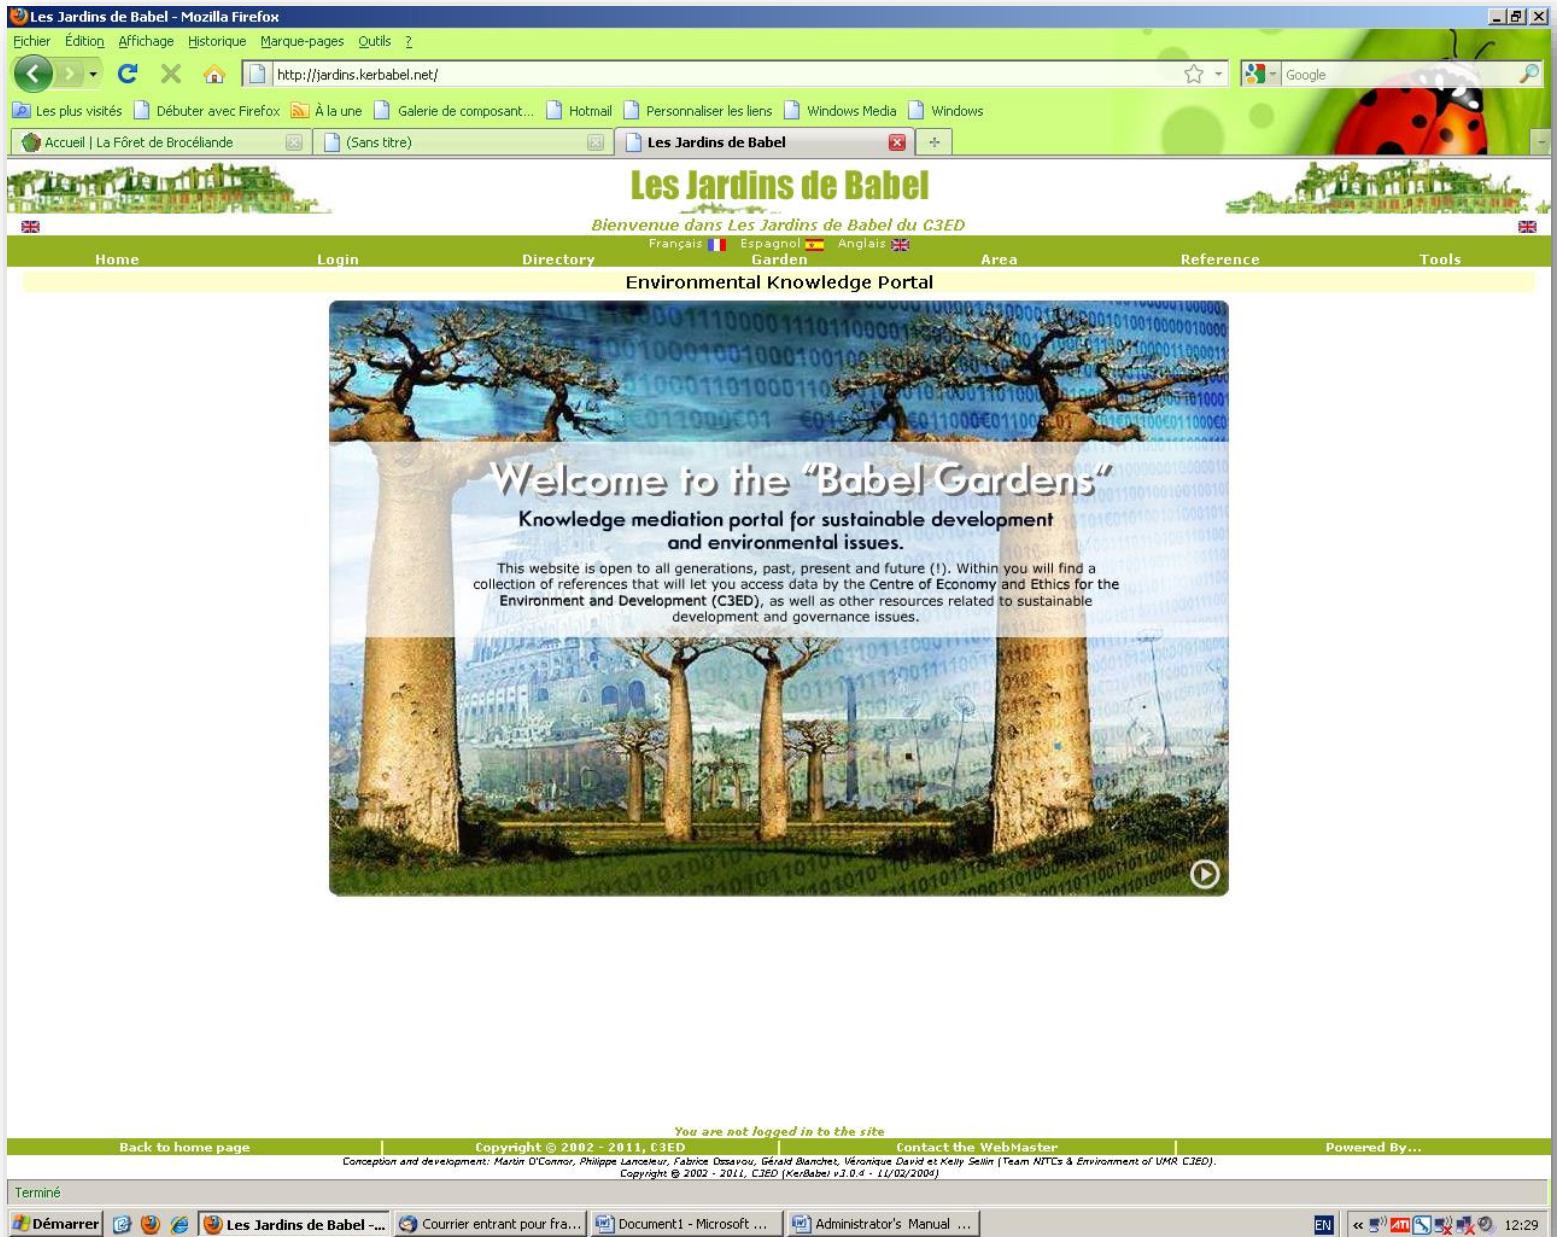 Les Jardins de Babel - Mozilla Firefox
Fichier Édition Affichage Historique Marque-pages Outils ?
http://jardins.kerbabel.net/ Google
Les plus visités Débuter avec Firefox À la une Galerie de composant... Hotmail Personnaliser les liens Windows Media Windows
Accueil | La Fôret de Brocéliande (Sans titre) Les Jardins de Babel
Les Jardins de Babel
Bienvenue dans Les Jardins de Babel du C3ED
Français Espagnol Anglais
Home Login Directory Garden Area Reference Tools
Environmental Knowledge Portal
Welcome to the "Babel Gardens"
Knowledge mediation portal for sustainable development
and environmental issues.
This website is open to all generations, past, present and future (!). Within you will find a
collection of references that will let you access data by the Centre of Economy and Ethics for the
Environment and Development (C3ED), as well as other resources related to sustainable
development and governance issues.
You are not logged in to the site
Back to home page | Copyright © 2002 - 2011, C3ED | Contact the WebMaster | Powered By...
Conception and development: Martin O'Connor, Philippe Lanceleur, Fabrice Ossavou, Gérald Blanchet, Véronique David et Kelly Sellin (Team NITCs & Environment of UMR C3ED).
Copyright © 2002 - 2011, C3ED (KerBabel v.3.0.4 - 11/02/2004)
Terminé
Démarrer Les Jardins de Babel -... Courrier entrant pour fra... Document1 - Microsoft ... Administrator's Manual ... EN « ATI 12:29